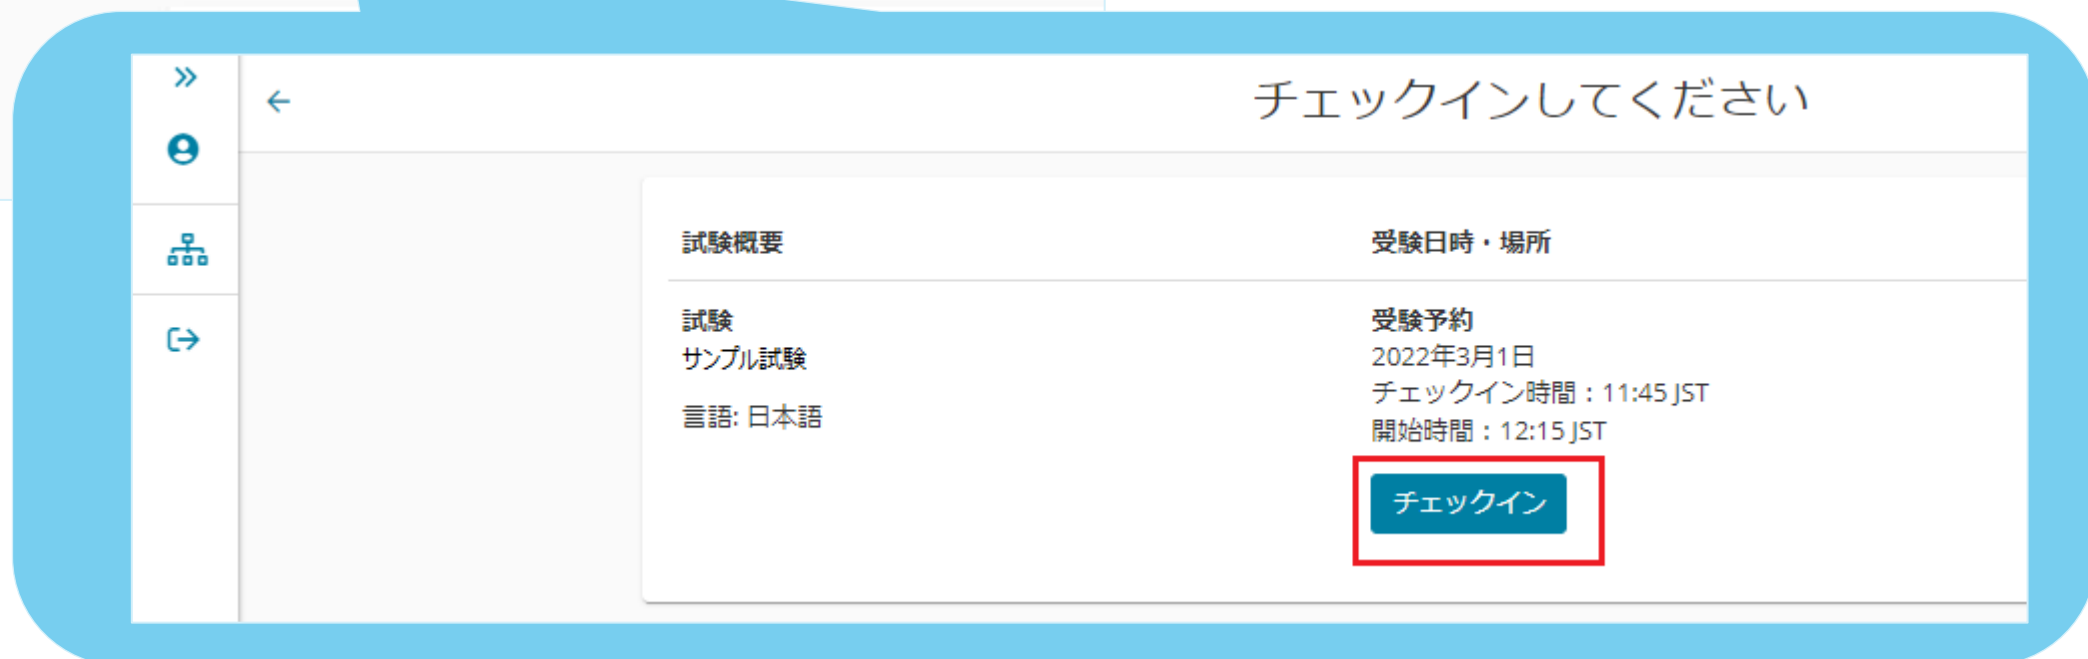 チェックインしてください
試験概要
受験日時・場所
試験
サンプル試験
言語: 日本語
受験予約
2022年3月1日
チェックイン時間：11:45 JST
開始時間：12:15 JST
チェックイン